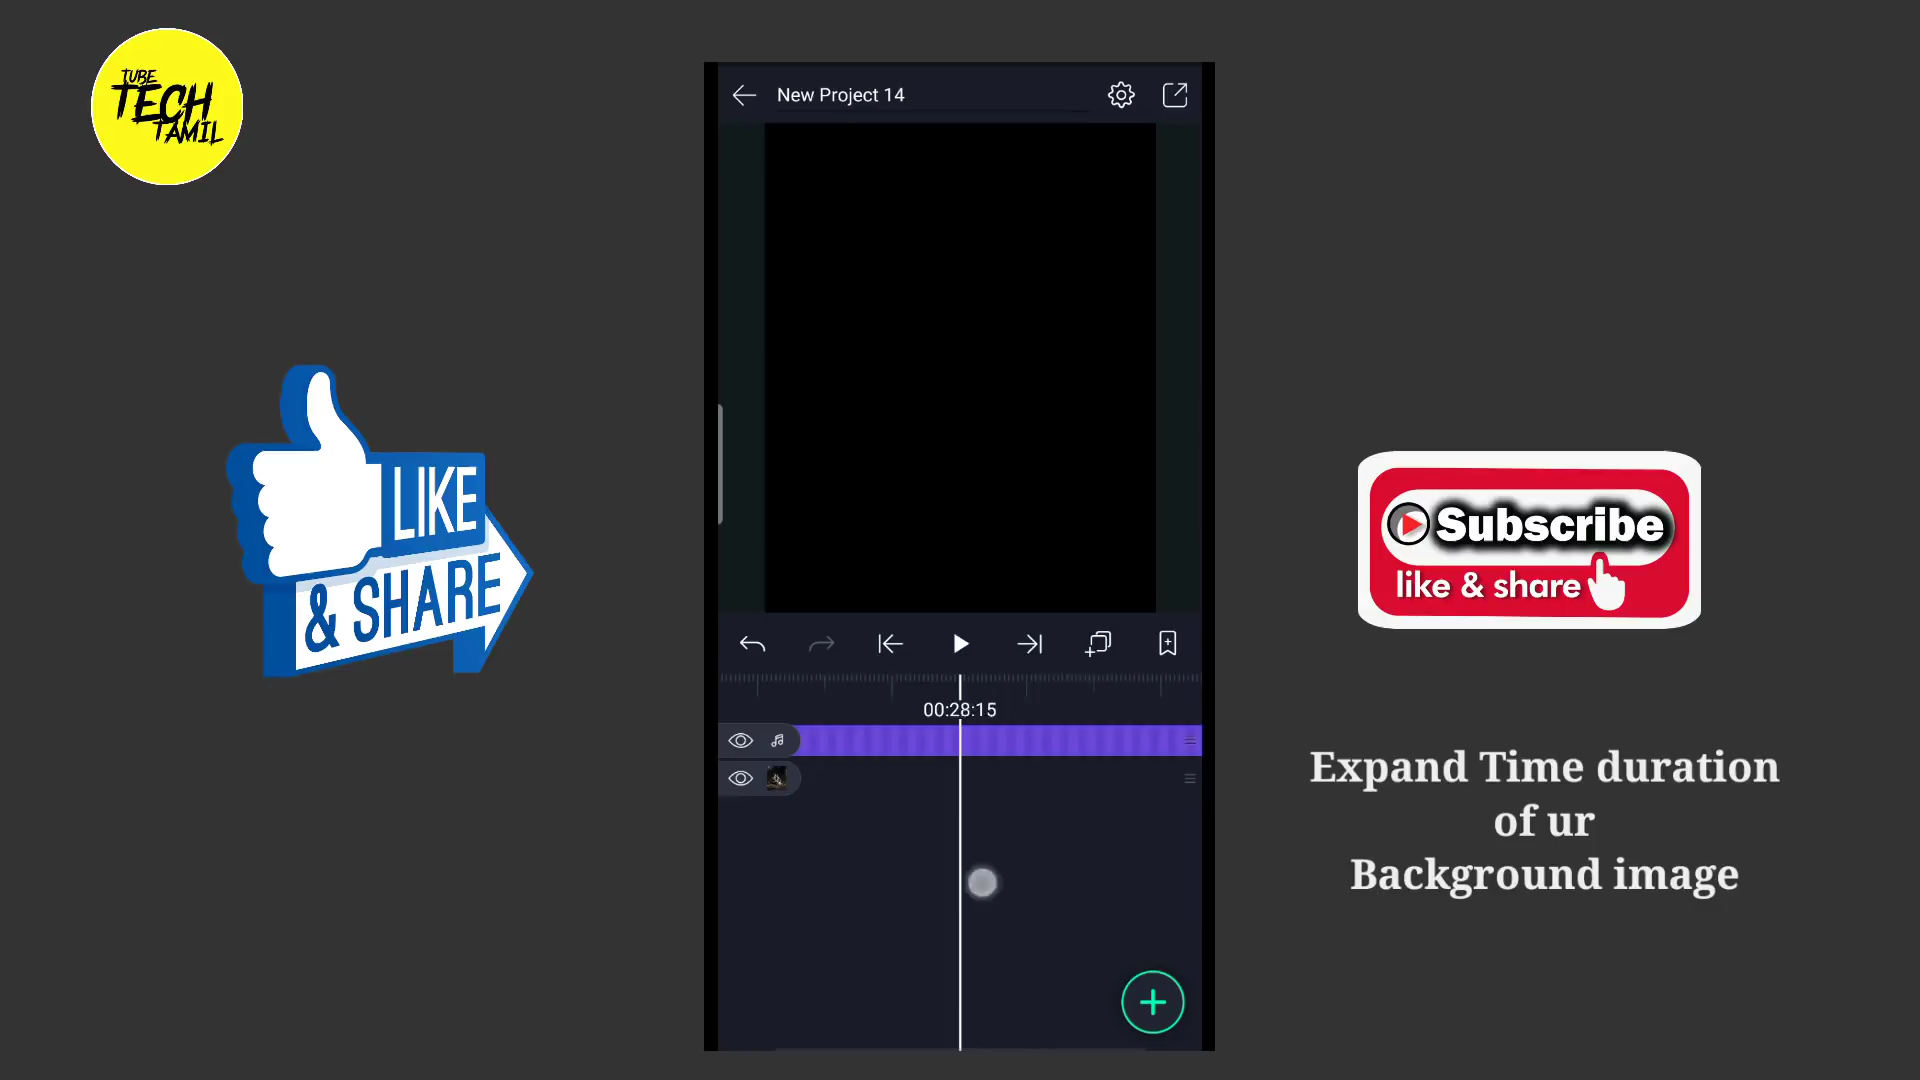 TUBE
TECH
TAMIL
New Project 14
LIKE
& SHARE
Subscribe
like & share
00:28:15
Expand Time duration
of ur
Background image